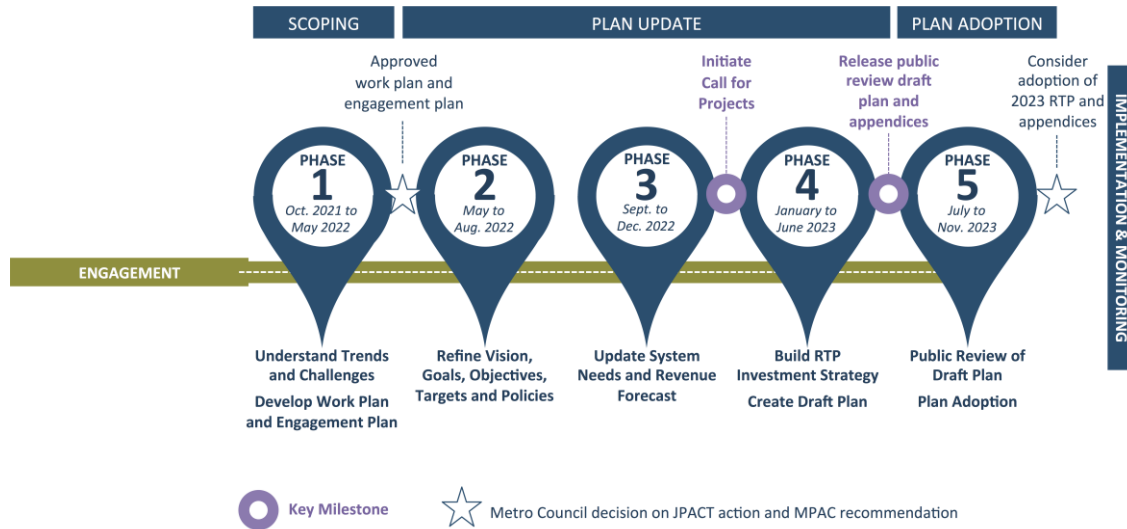 SCOPING
PLAN UPDATE
PLAN ADOPTION
Approved
work plan and
engagement plan
Initiate
Call for
Projects
Release public
review draft
plan and
appendices
Consider
adoption of
2023 RTP and
appendices
IMPLEMENTATION & MONITORING
PHASE
1
Oct. 2021 to
May 2022
PHASE
2
May to
Aug. 2022
PHASE
3
Sept. to
Dec. 2022
PHASE
4
January to
June 2023
PHASE
5
July to
Nov. 2023
ENGAGEMENT
Understand Trends
and Challenges
Develop Work Plan
and Engagement Plan
Refine Vision,
Goals, Objectives,
Targets and Policies
Update System
Needs and Revenue
Forecast
Build RTP
Investment Strategy
Create Draft Plan
Public Review of
Draft Plan
Plan Adoption
Key Milestone
Metro Council decision on JPACT action and MPAC recommendation